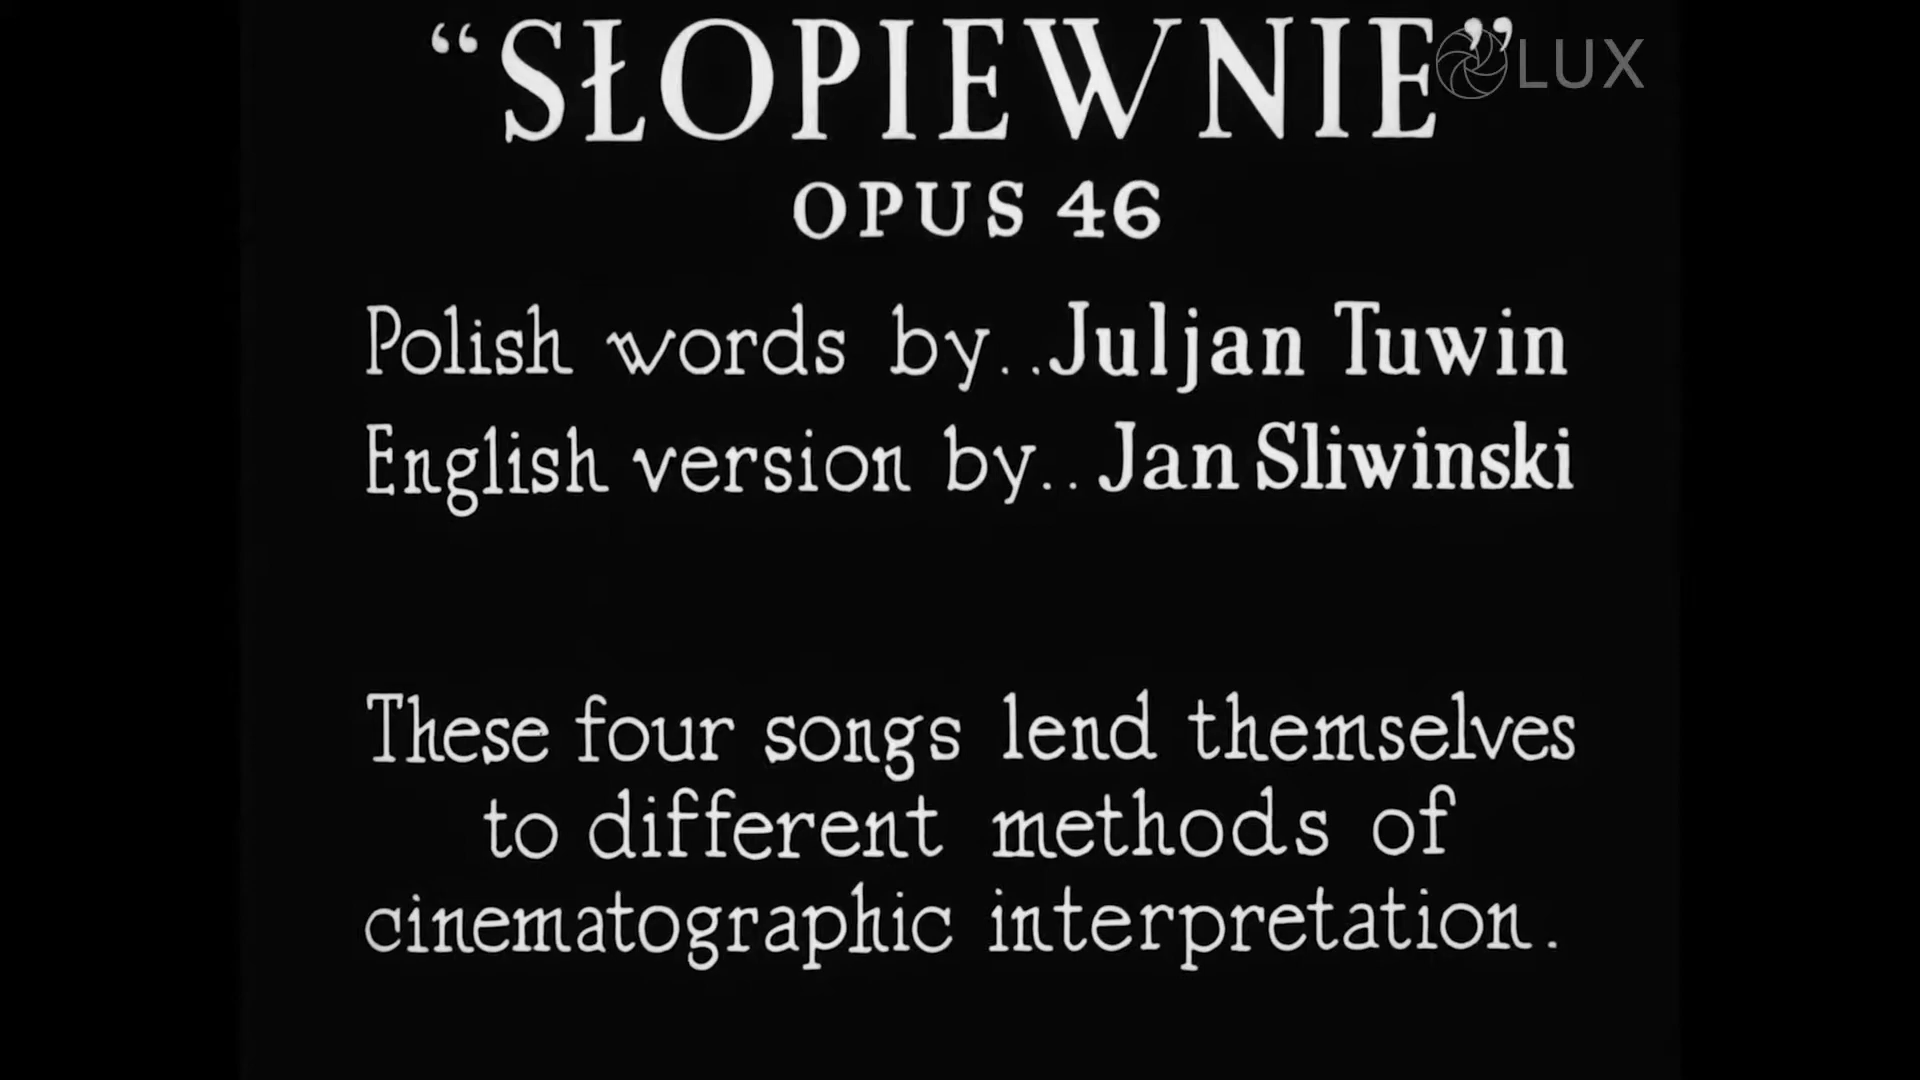 “SŁOPIEWNIE”
LUX
OPUS 46
Polish words by..Juljan Tuwin
English version by.. Jan Sliwinski
These four songs lend themselves
to different methods of
cinematographic interpretation.